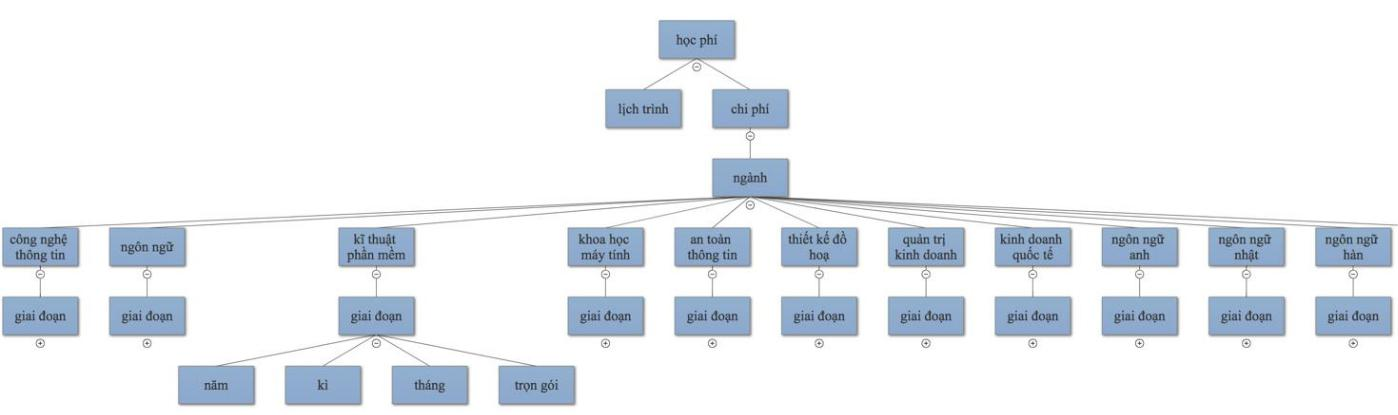 học phí
lịch trình
chi phí
ngành
công nghệ
thông tin
ngôn ngữ
kĩ thuật
phần mềm
khoa học
máy tính
an toàn
thông tin
thiết kế đồ
hoạ
quản trị
kinh doanh
kinh doanh
quốc tế
ngôn ngữ
anh
ngôn ngữ
nhật
ngôn ngữ
hàn
giai đoạn
giai đoạn
giai đoạn
giai đoạn
giai đoạn
giai đoạn
giai đoạn
giai đoạn
giai đoạn
giai đoạn
giai đoạn
năm
kì
tháng
trọn gói